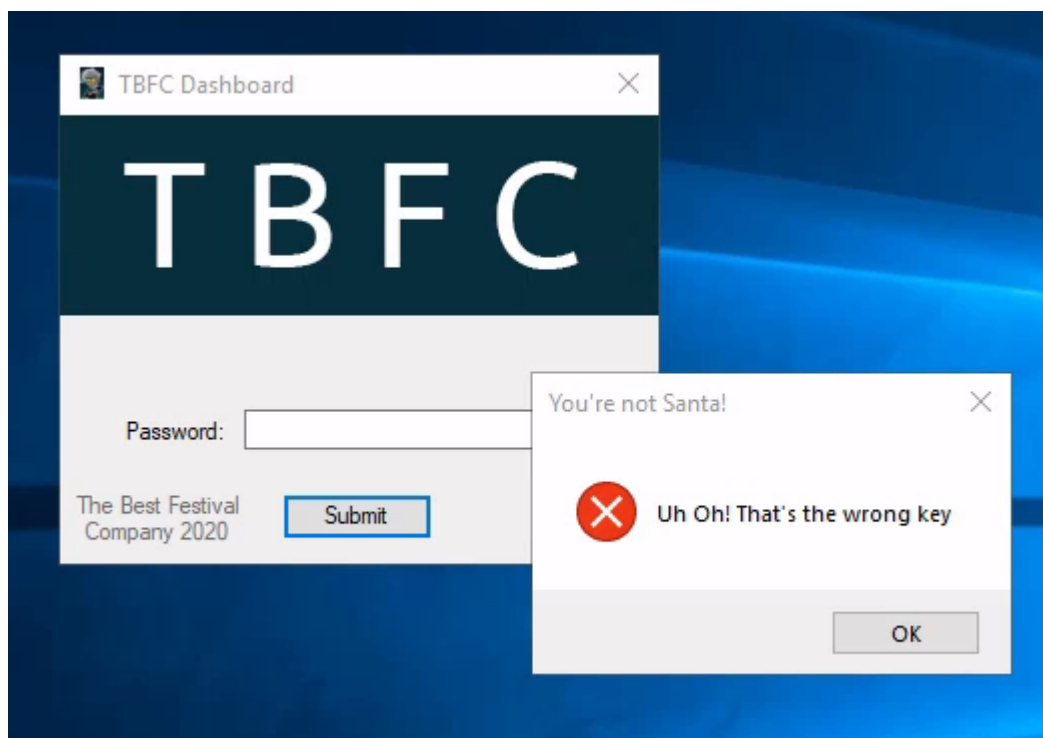 TBFC Dashboard
T B F C
You're not Santa!
Password:
Uh Oh! That's the wrong key
The Best Festival
Company 2020
Submit
OK